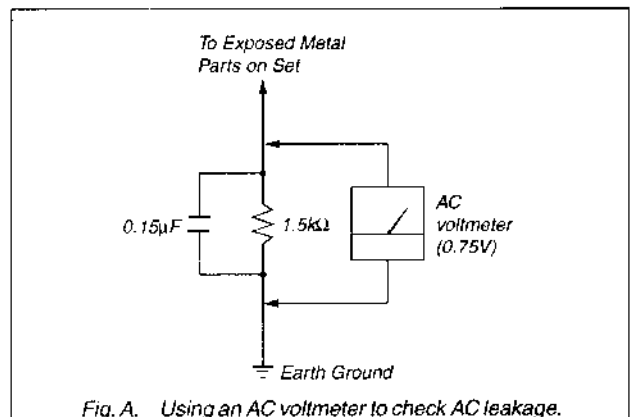 To Exposed Metal
Parts on Set
0.15µF
1.5kΩ
AC
voltmeter
(0.75V)
Earth Ground
Fig. A. Using an AC voltmeter to check AC leakage.